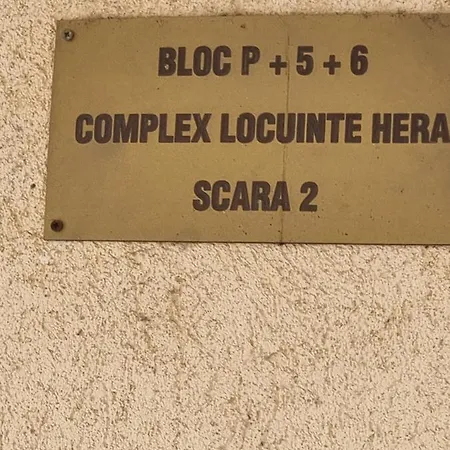 BLOC P + 5 + 6
COMPLEX LOCUINTE HERA
SCARA 2